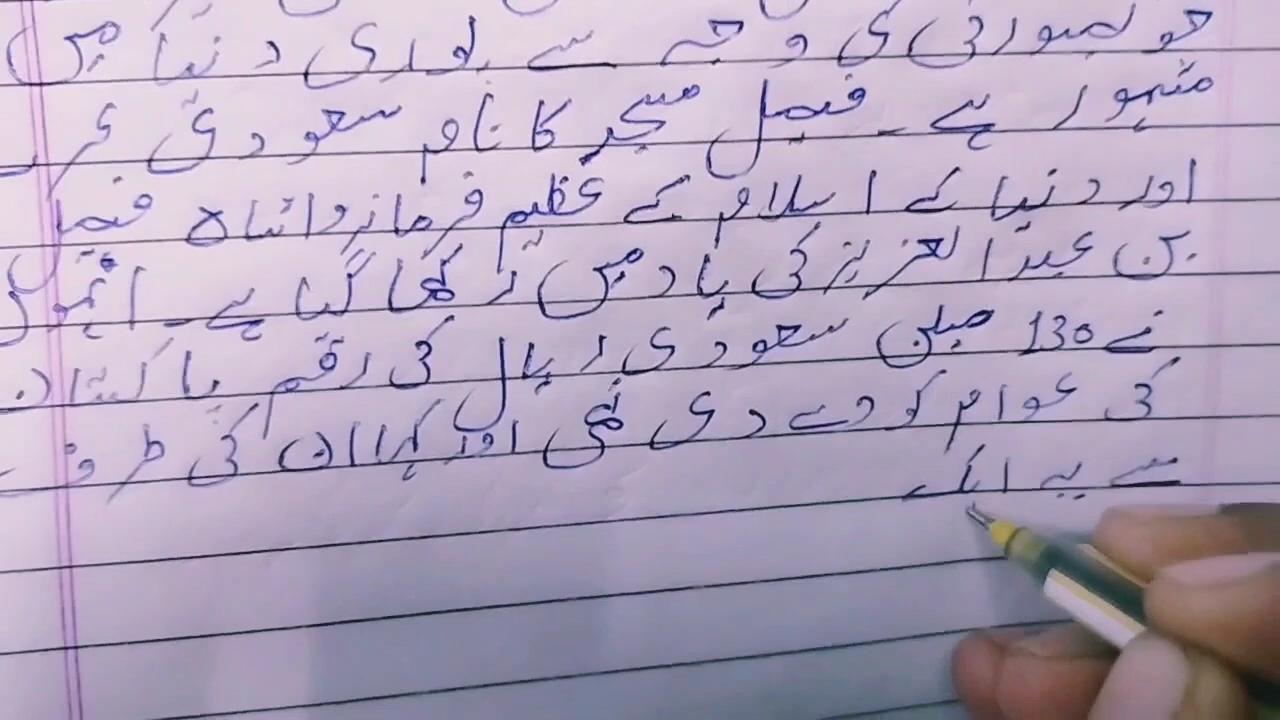 خوبصورتی کی وجہ سے پوری دنیا میں
مشہور ہے۔ فیصل مسجد کا نام سعودی عرب
اور دنیائے اسلام کے عظیم فرمانروا شاہ فیصل
بن عبدالعزیز کی یاد میں رکھا گیا ہے۔ انہوں
نے 130 ملین سعودی ریال کی رقم پاکستان
کی عوام کو دے دی تھی اور کہا ان کی طرف
سے یہ ایک